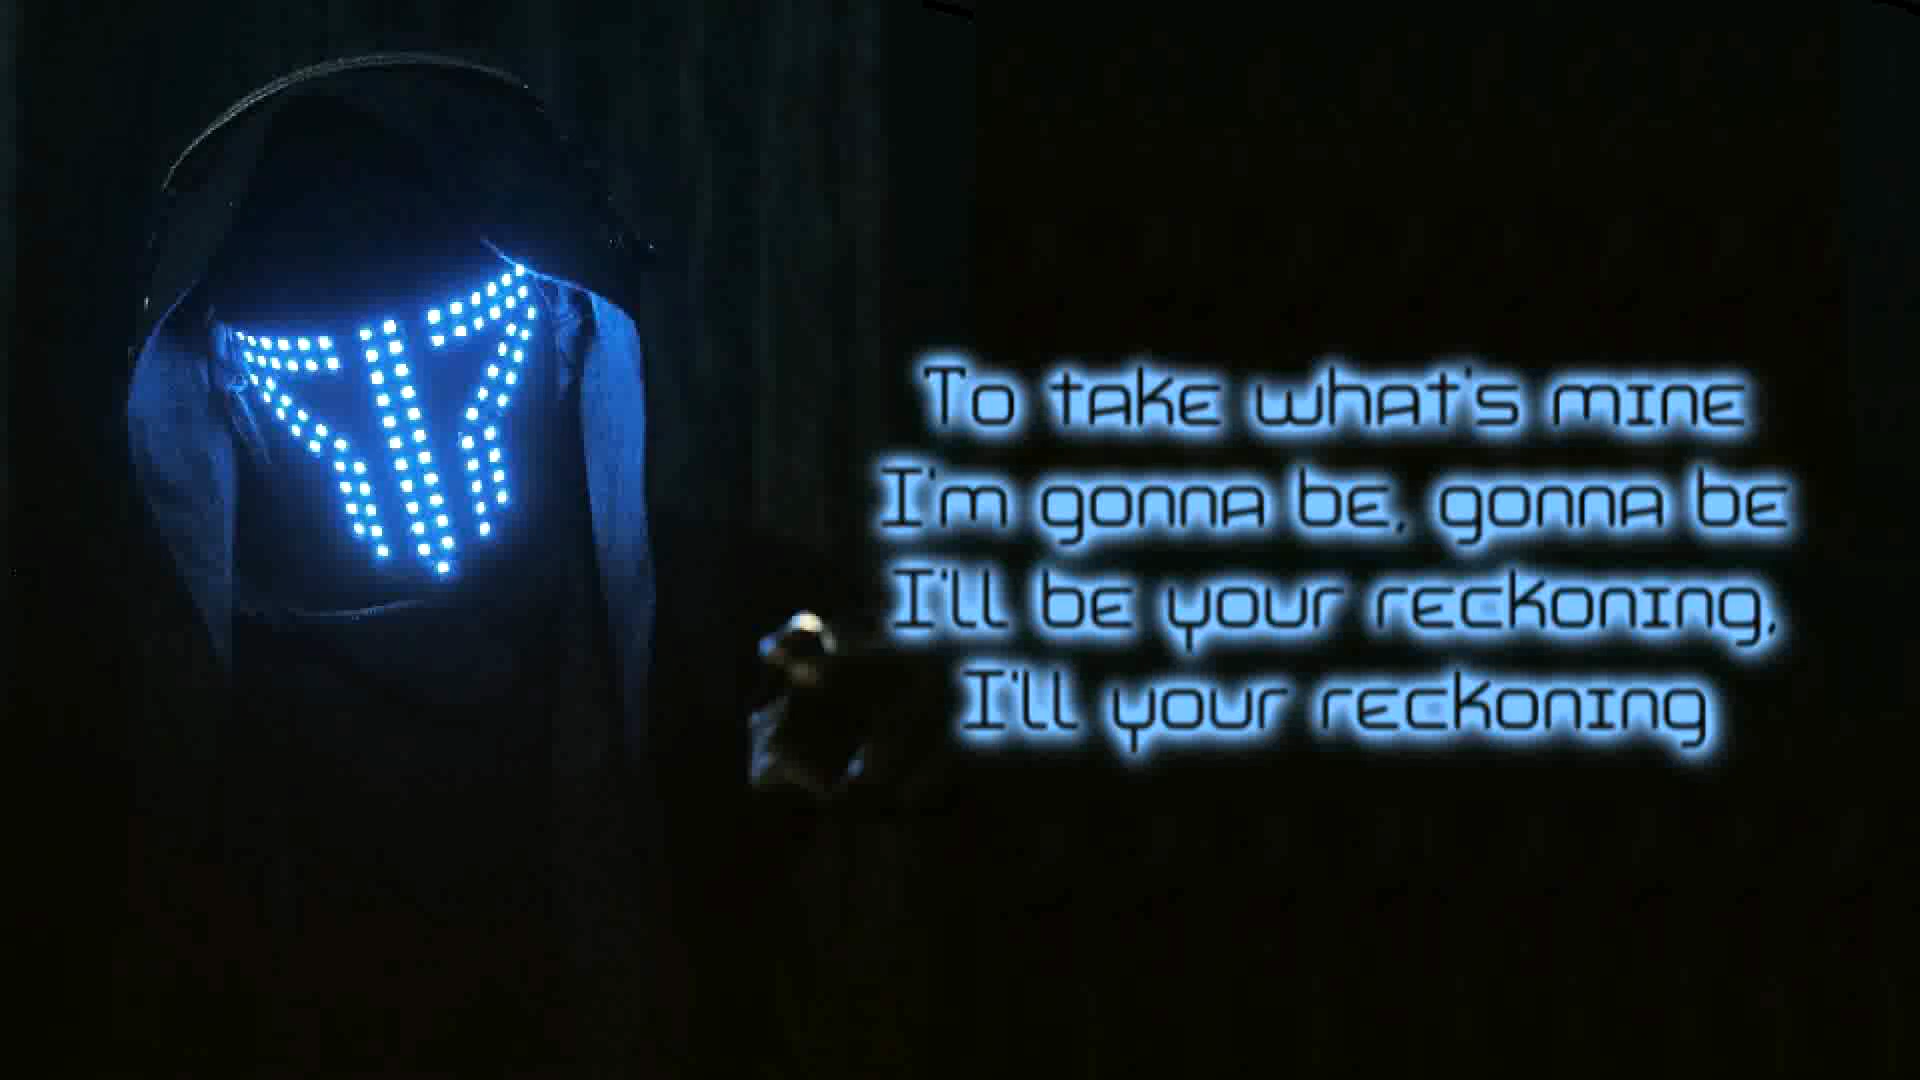 To take what's mine
I'm gonna be, gonna be
I'll be your reckoning,
I'll your reckoning